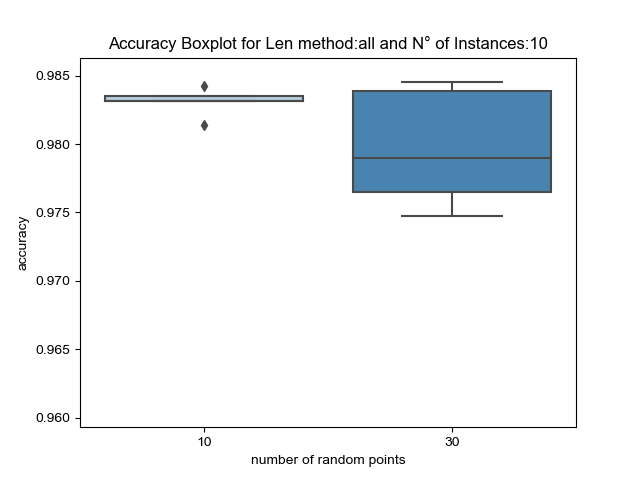 Accuracy Boxplot for Len method:all and N° of Instances:10
0.985
0.980
0.975
0.970
0.965
0.960
accuracy
10 30
number of random points